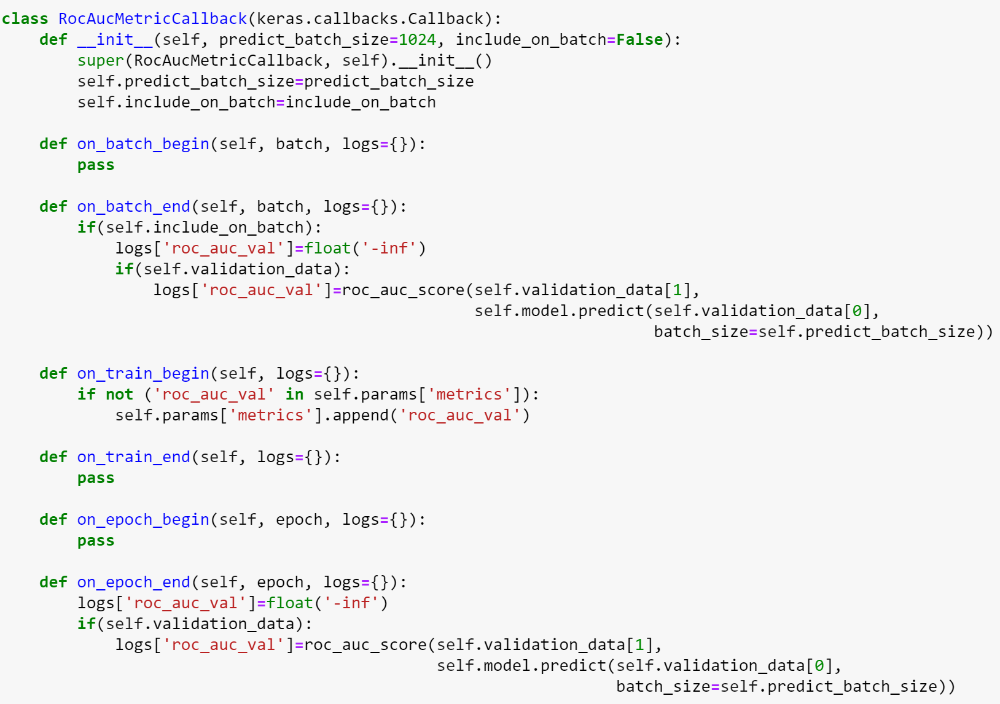 class RocAucMetricCallback(keras.callbacks.Callback):
    def __init__(self, predict_batch_size=1024, include_on_batch=False):
        super(RocAucMetricCallback, self).__init__()
        self.predict_batch_size=predict_batch_size
        self.include_on_batch=include_on_batch

    def on_batch_begin(self, batch, logs={}):
        pass

    def on_batch_end(self, batch, logs={}):
        if(self.include_on_batch):
            logs['roc_auc_val']=float('-inf')
            if(self.validation_data):
                logs['roc_auc_val']=roc_auc_score(self.validation_data[1],
                                                  self.model.predict(self.validation_data[0],
                                                                     batch_size=self.predict_batch_size))

    def on_train_begin(self, logs={}):
        if not ('roc_auc_val' in self.params['metrics']):
            self.params['metrics'].append('roc_auc_val')

    def on_train_end(self, logs={}):
        pass

    def on_epoch_begin(self, epoch, logs={}):
        pass

    def on_epoch_end(self, epoch, logs={}):
        logs['roc_auc_val']=float('-inf')
        if(self.validation_data):
            logs['roc_auc_val']=roc_auc_score(self.validation_data[1],
                                              self.model.predict(self.validation_data[0],
                                                                 batch_size=self.predict_batch_size))